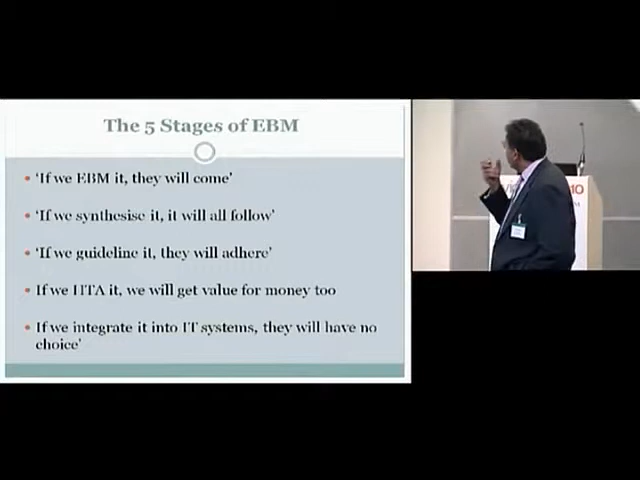 The 5 Stages of EBM
'If we EBM it, they will come'
'If we synthesise it, it will all follow'
'If we guideline it, they will adhere'
If we HTA it, we will get value for money too
If we integrate it into IT systems, they will have no
choice'
10